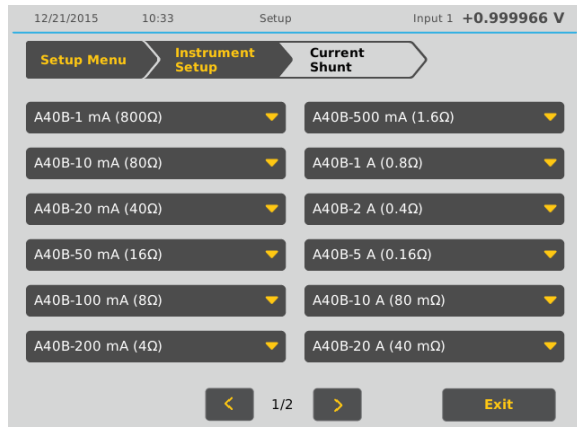 12/21/2015 10:33 Setup Input 1 +0.999966 V
Setup Menu
Instrument
Setup
Current
Shunt
A40B-1 mA (800Ω)
A40B-500 mA (1.6Ω)
A40B-10 mA (80Ω)
A40B-1 A (0.8Ω)
A40B-20 mA (40Ω)
A40B-2 A (0.4Ω)
A40B-50 mA (16Ω)
A40B-5 A (0.16Ω)
A40B-100 mA (8Ω)
A40B-10 A (80 mΩ)
A40B-200 mA (4Ω)
A40B-20 A (40 mΩ)
< 1/2 > Exit